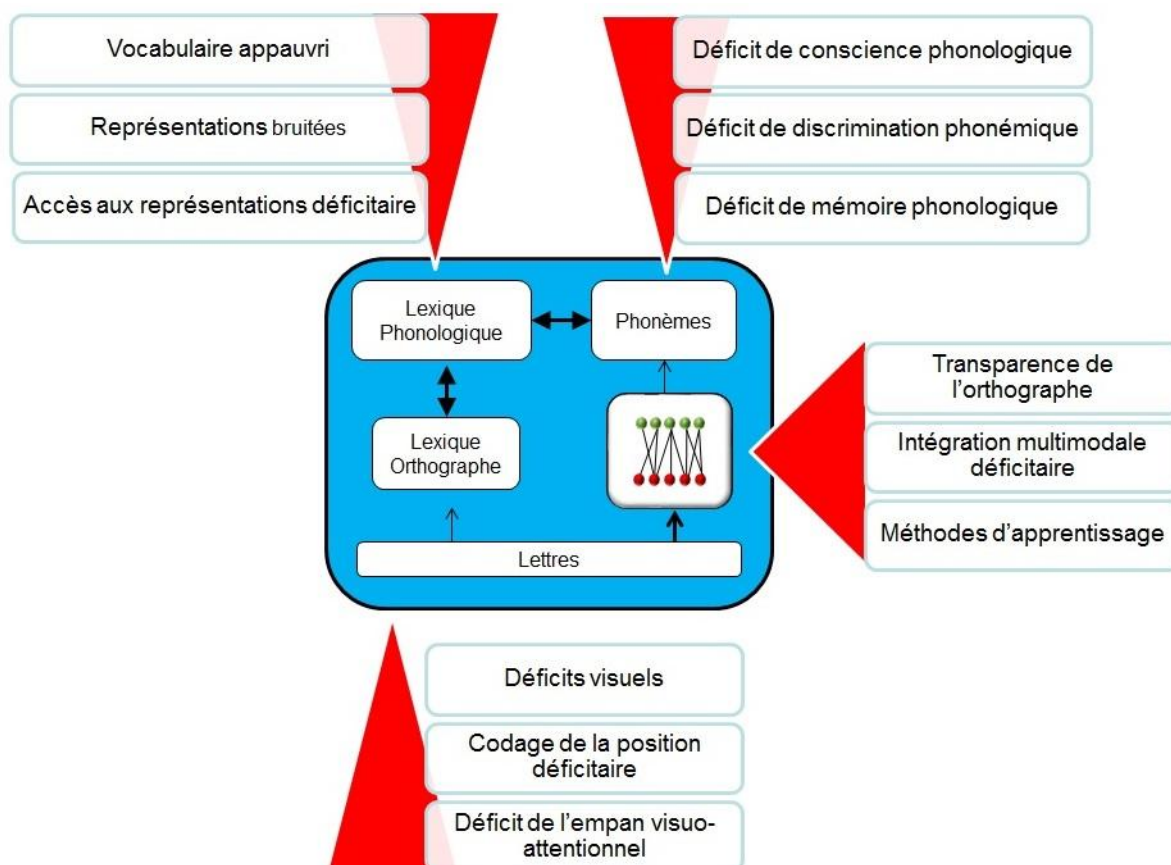 Vocabulaire appauvri
Représentations bruitées
Accès aux représentations déficitaire
Déficit de conscience phonologique
Déficit de discrimination phonémique
Déficit de mémoire phonologique
Lexique
Phonologique
Phonèmes
Lexique
Orthographe
Lettres
Transparence de
l’orthographe
Intégration multimodale
déficitaire
Méthodes d’apprentissage
Déficits visuels
Codage de la position
déficitaire
Déficit de l’empan visuo-
attentionnel